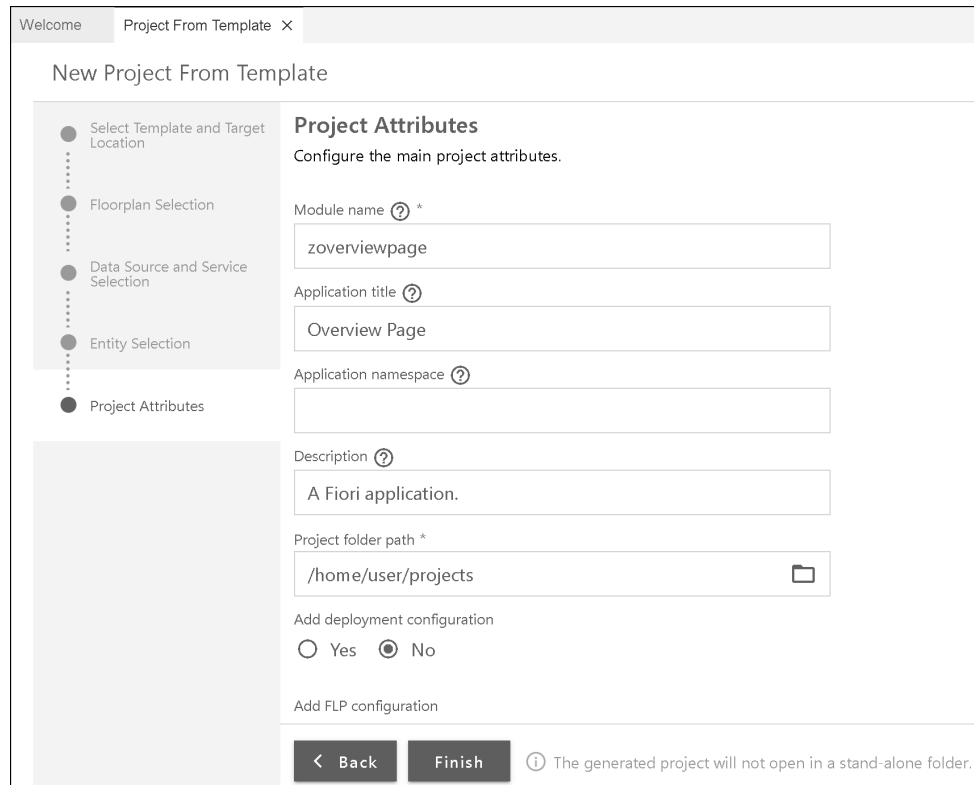 Welcome
Project From Template ×
New Project From Template
Select Template and Target
Location
Floorplan Selection
Data Source and Service
Selection
Entity Selection
Project Attributes
Project Attributes
Configure the main project attributes.
Module name ? *
zoverviewpage
Application title ?
Overview Page
Application namespace ?
Description ?
A Fiori application.
Project folder path *
/home/user/projects
Add deployment configuration
Yes No
Add FLP configuration
< Back
Finish
The generated project will not open in a stand-alone folder.